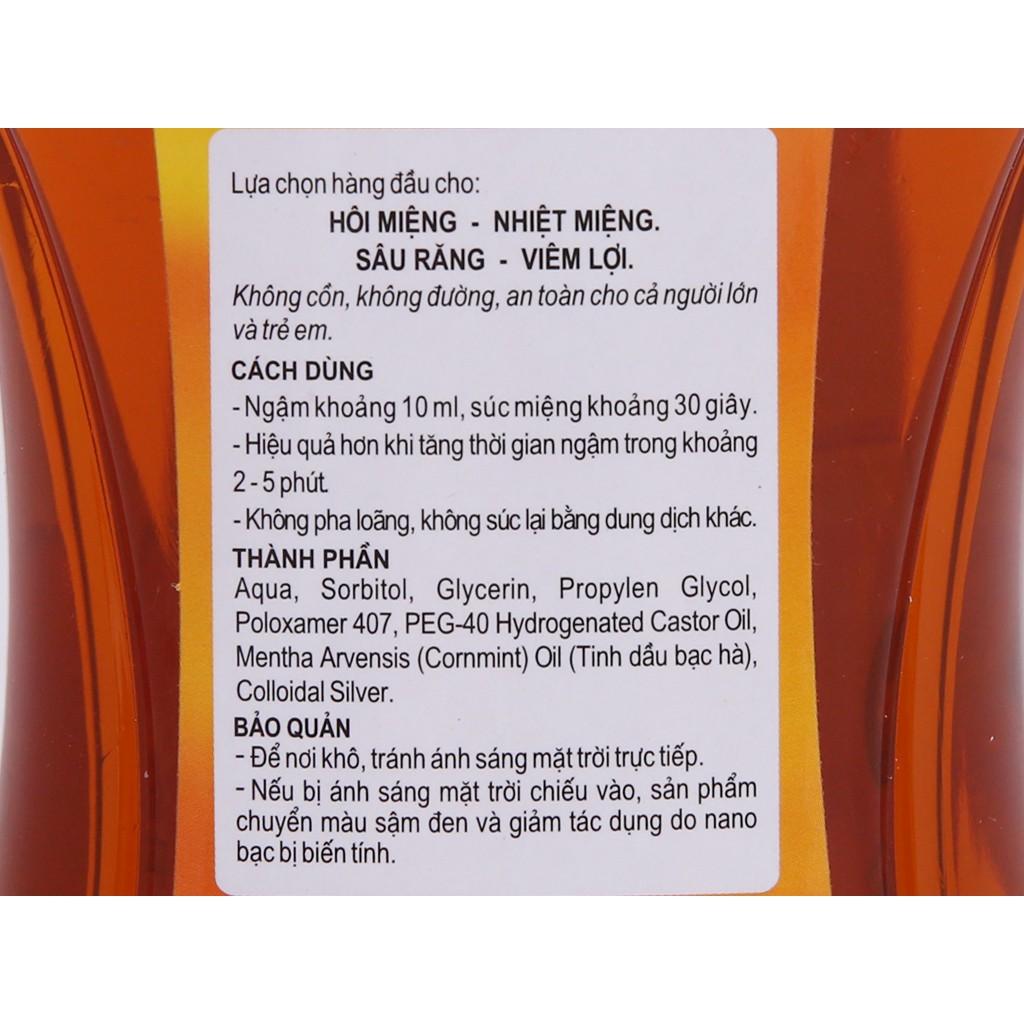 Lựa chọn hàng đầu cho:
HÔI MIỆNG - NHIỆT MIỆNG.
SÂU RĂNG - VIÊM LỢI.
Không cồn, không đường, an toàn cho cả người lớn
và trẻ em.
CÁCH DÙNG
- Ngậm khoảng 10 ml, súc miệng khoảng 30 giây.
- Hiệu quả hơn khi tăng thời gian ngậm trong khoảng
2 - 5 phút.
- Không pha loãng, không súc lại bằng dung dịch khác.
THÀNH PHẦN
Aqua, Sorbitol, Glycerin, Propylen Glycol,
Poloxamer 407, PEG-40 Hydrogenated Castor Oil,
Mentha Arvensis (Cornmint) Oil (Tinh dầu bạc hà),
Colloidal Silver.
BẢO QUẢN
- Để nơi khô, tránh ánh sáng mặt trời trực tiếp.
- Nếu bị ánh sáng mặt trời chiếu vào, sản phẩm
chuyển màu sậm đen và giảm tác dụng do nano
bạc bị biến tính.